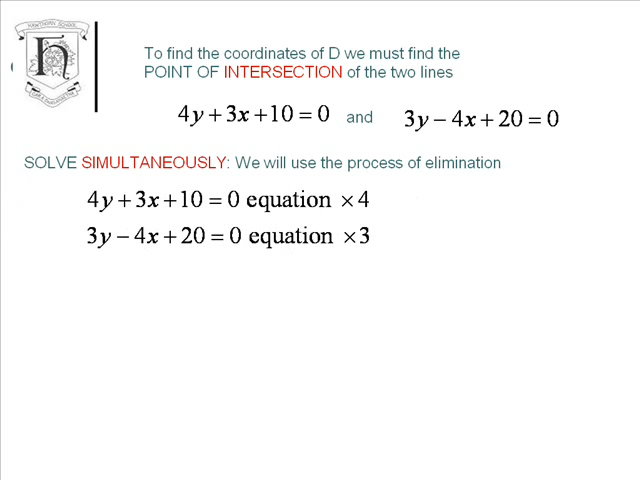 HAWTHORN SCHOOL
To find the coordinates of D we must find the
POINT OF INTERSECTION of the two lines
4y + 3x + 10 = 0 and 3y − 4x + 20 = 0
SOLVE SIMULTANEOUSLY: We will use the process of elimination
4y + 3x + 10 = 0 equation × 4
3y − 4x + 20 = 0 equation × 3